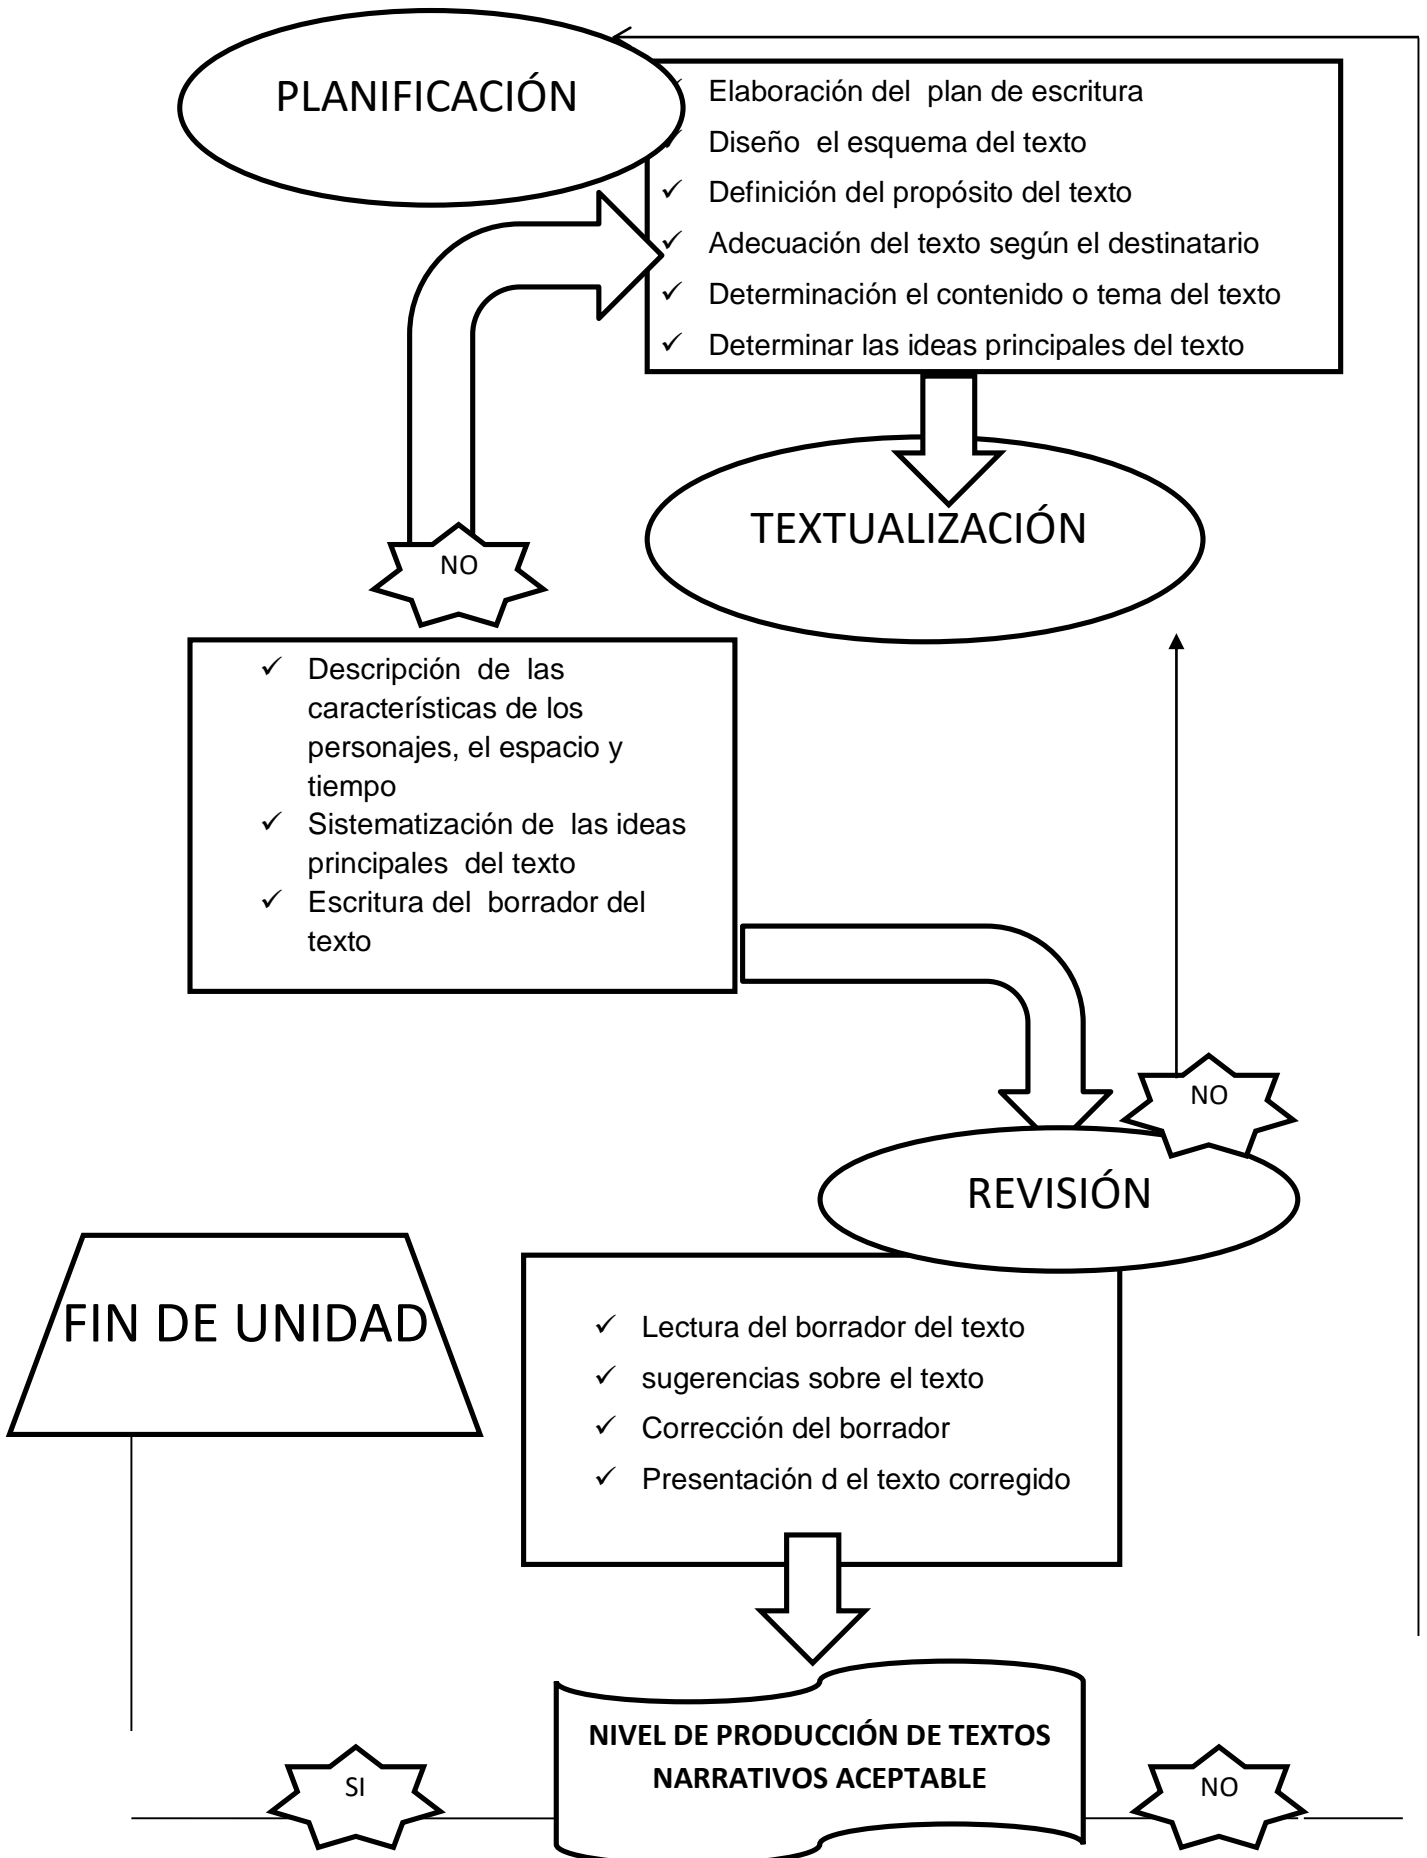 PLANIFICACIÓN
Elaboración del plan de escritura
Diseño el esquema del texto
Definición del propósito del texto
Adecuación del texto según el destinatario
Determinación el contenido o tema del texto
Determinar las ideas principales del texto
TEXTUALIZACIÓN
NO
Descripción de las
características de los
personajes, el espacio y
tiempo
Sistematización de las ideas
principales del texto
Escritura del borrador del
texto
NO
REVISIÓN
FIN DE UNIDAD
Lectura del borrador del texto
sugerencias sobre el texto
Corrección del borrador
Presentación d el texto corregido
NIVEL DE PRODUCCIÓN DE TEXTOS
NARRATIVOS ACEPTABLE
SI
NO